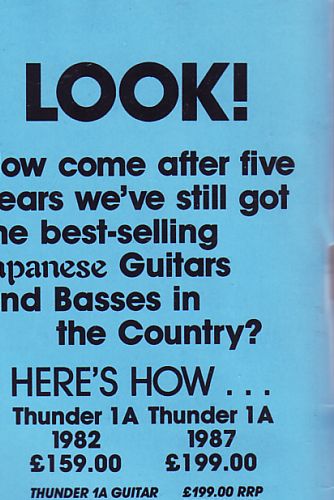 LOOK!
ow come after five
ears we've still got
he best-selling
apanese Guitars
and Basses in
the Country?
HERE'S HOW . . .
Thunder 1A Thunder 1A
1982 1987
£159.00 £199.00
THUNDER 1A GUITAR £199.00 RRP